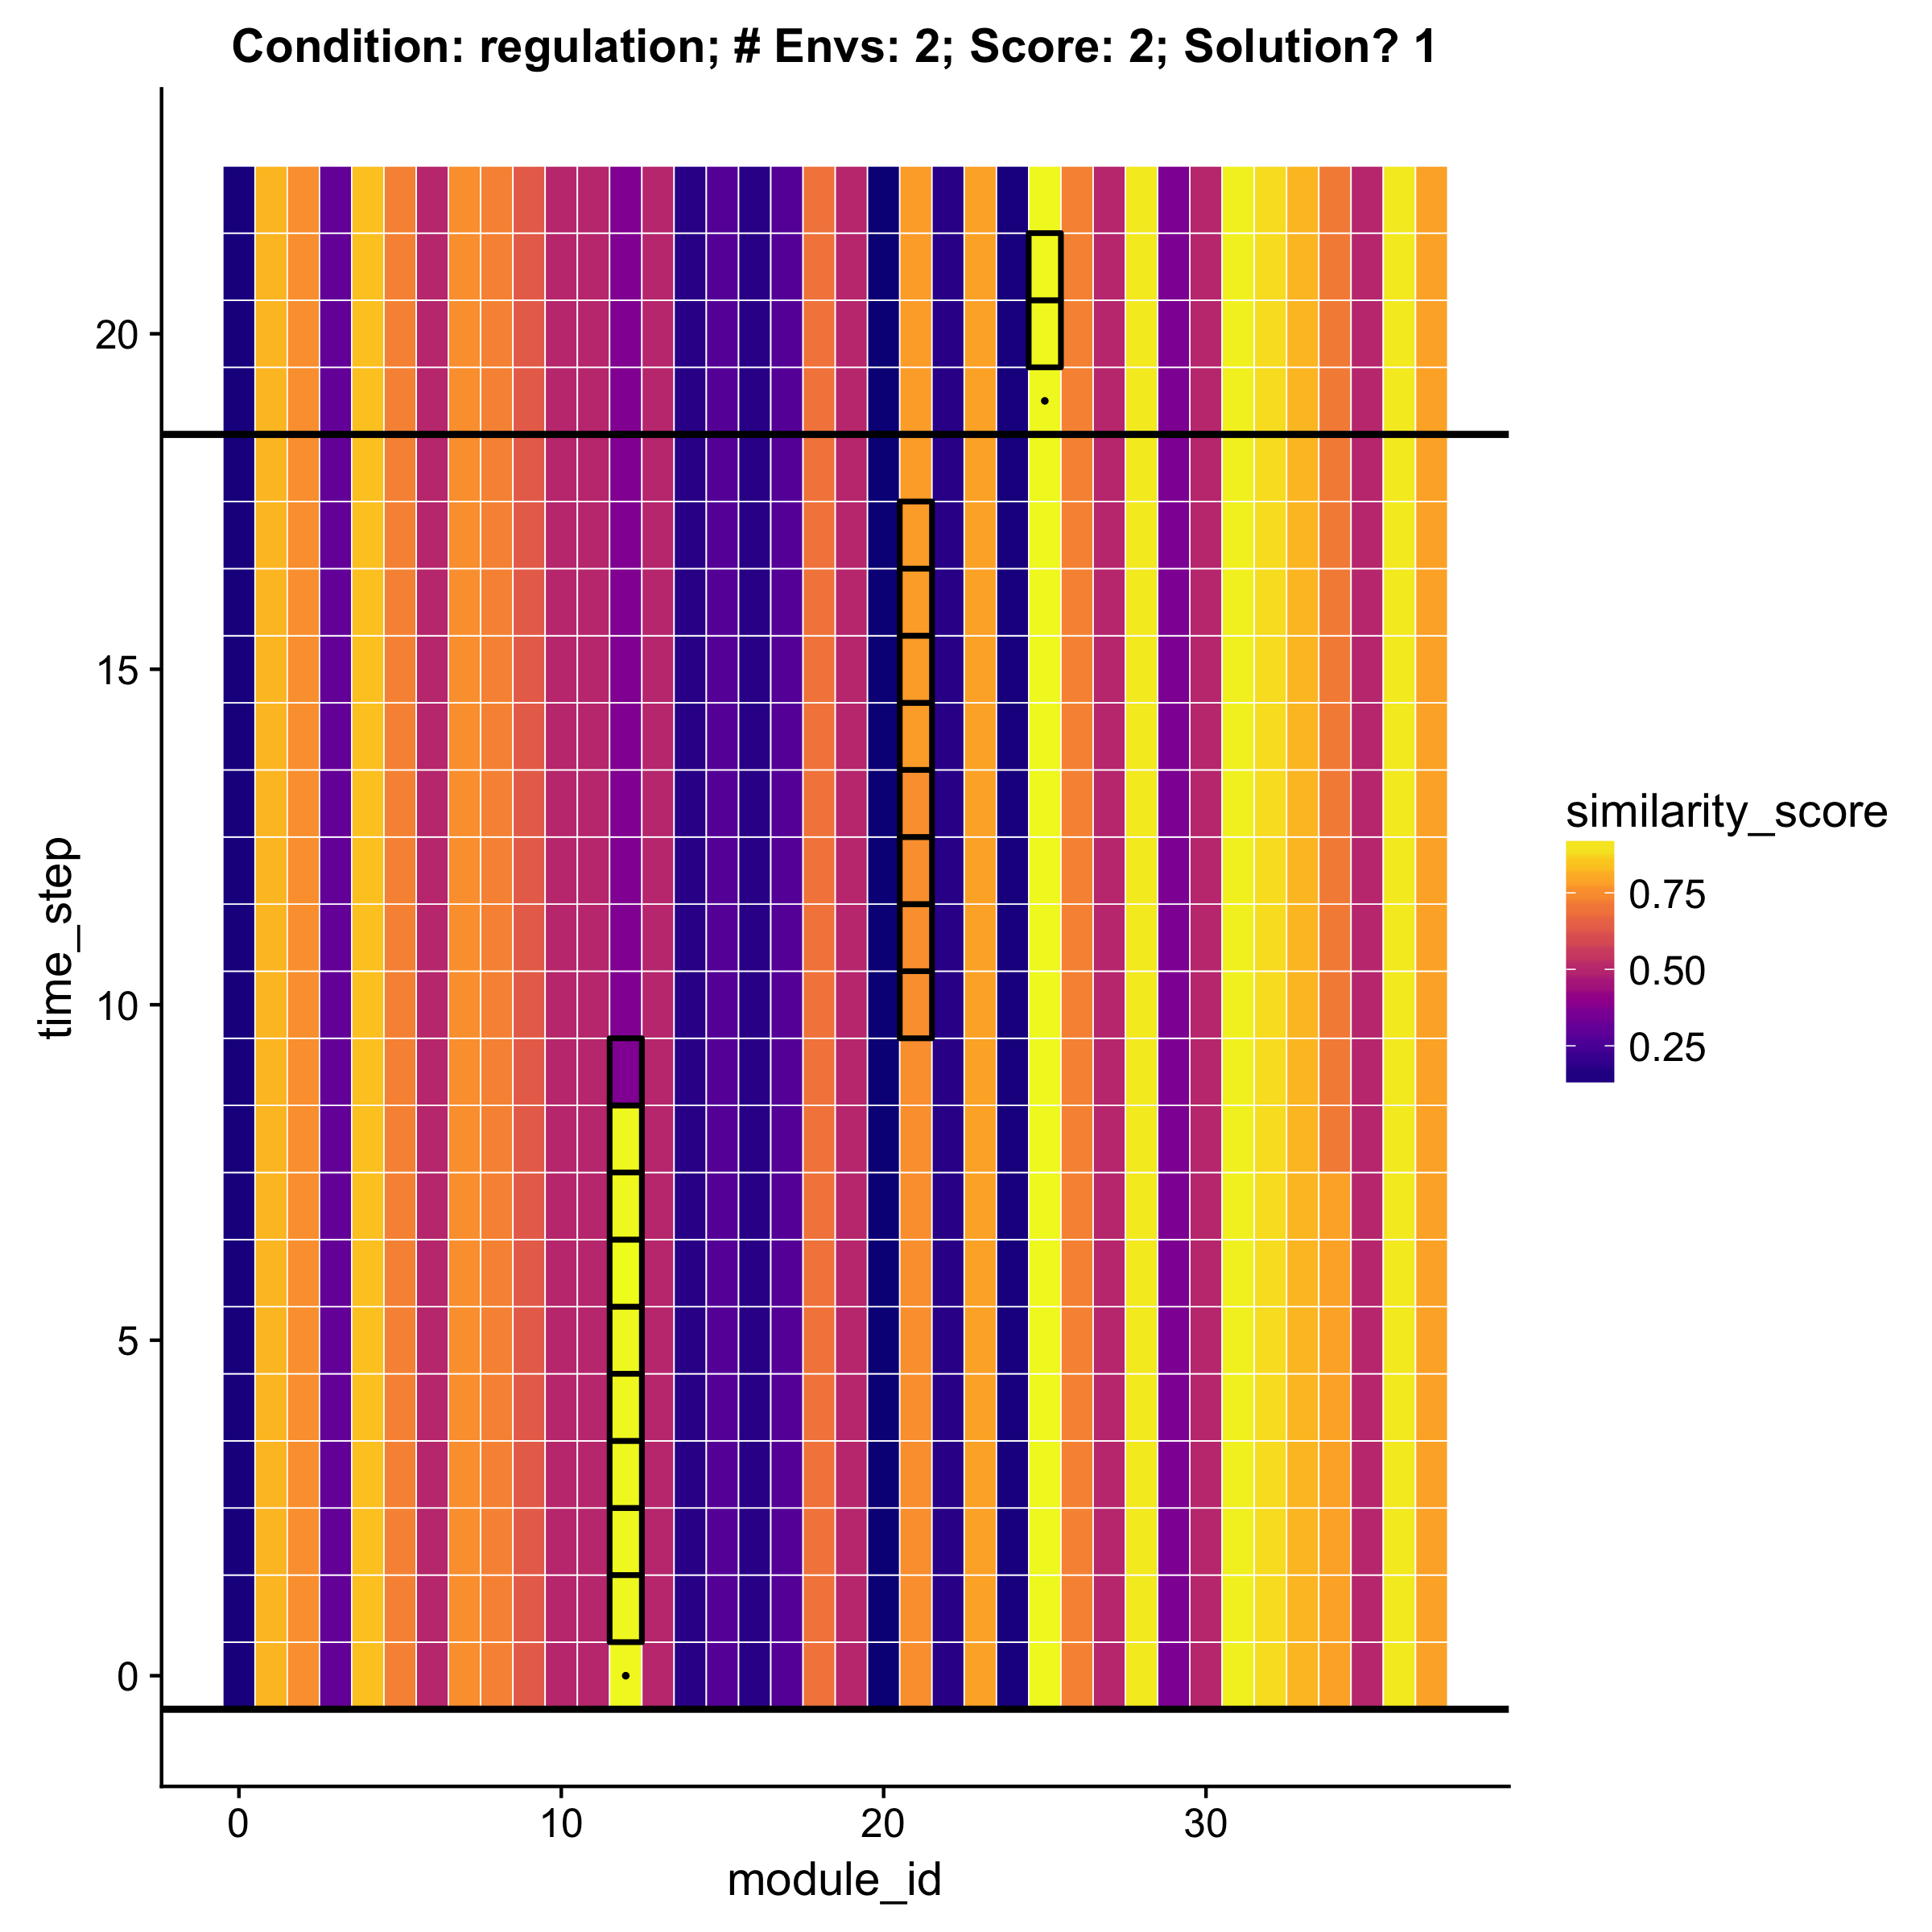 Condition: regulation; # Envs: 2; Score: 2; Solution? 1
time_step
20
15
10
5
0
0 10 20 30
module_id
similarity_score
0.75
0.50
0.25